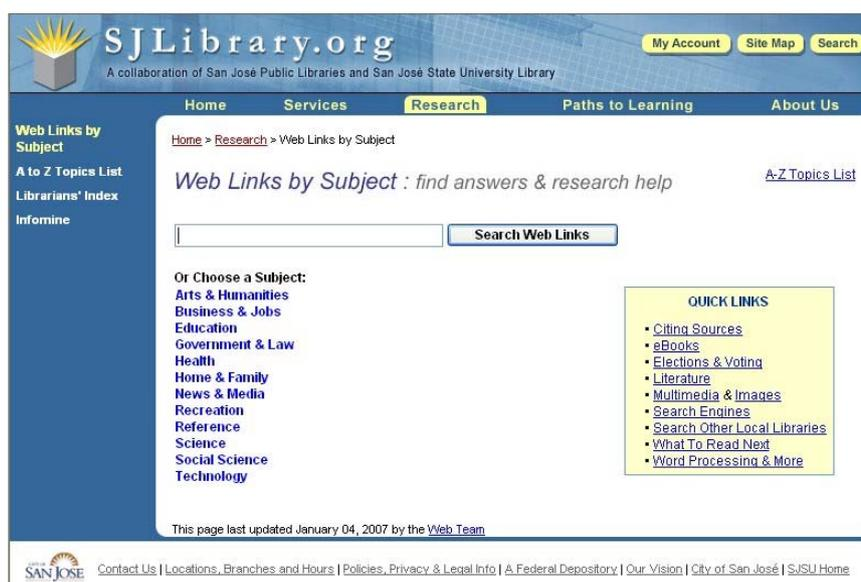 SJLibrary.org
A collaboration of San José Public Libraries and San José State University Library
My Account
Site Map
Search
Home
Services
Research
Paths to Learning
About Us
Web Links by
Subject
A to Z Topics List
Librarians' Index
Infomine
Home > Research > Web Links by Subject
Web Links by Subject : find answers & research help
A-Z Topics List
Search Web Links
Or Choose a Subject:
Arts & Humanities
Business & Jobs
Education
Government & Law
Health
Home & Family
News & Media
Recreation
Reference
Science
Social Science
Technology
QUICK LINKS
• Citing Sources
• eBooks
• Elections & Voting
• Literature
• Multimedia & Images
• Search Engines
• Search Other Local Libraries
• What To Read Next
• Word Processing & More
This page last updated January 04, 2007 by the Web Team
CITY OF
SAN JOSE
Contact Us | Locations, Branches and Hours | Policies, Privacy & Legal Info | A Federal Depository | Our Vision | City of San José | SJSU Home